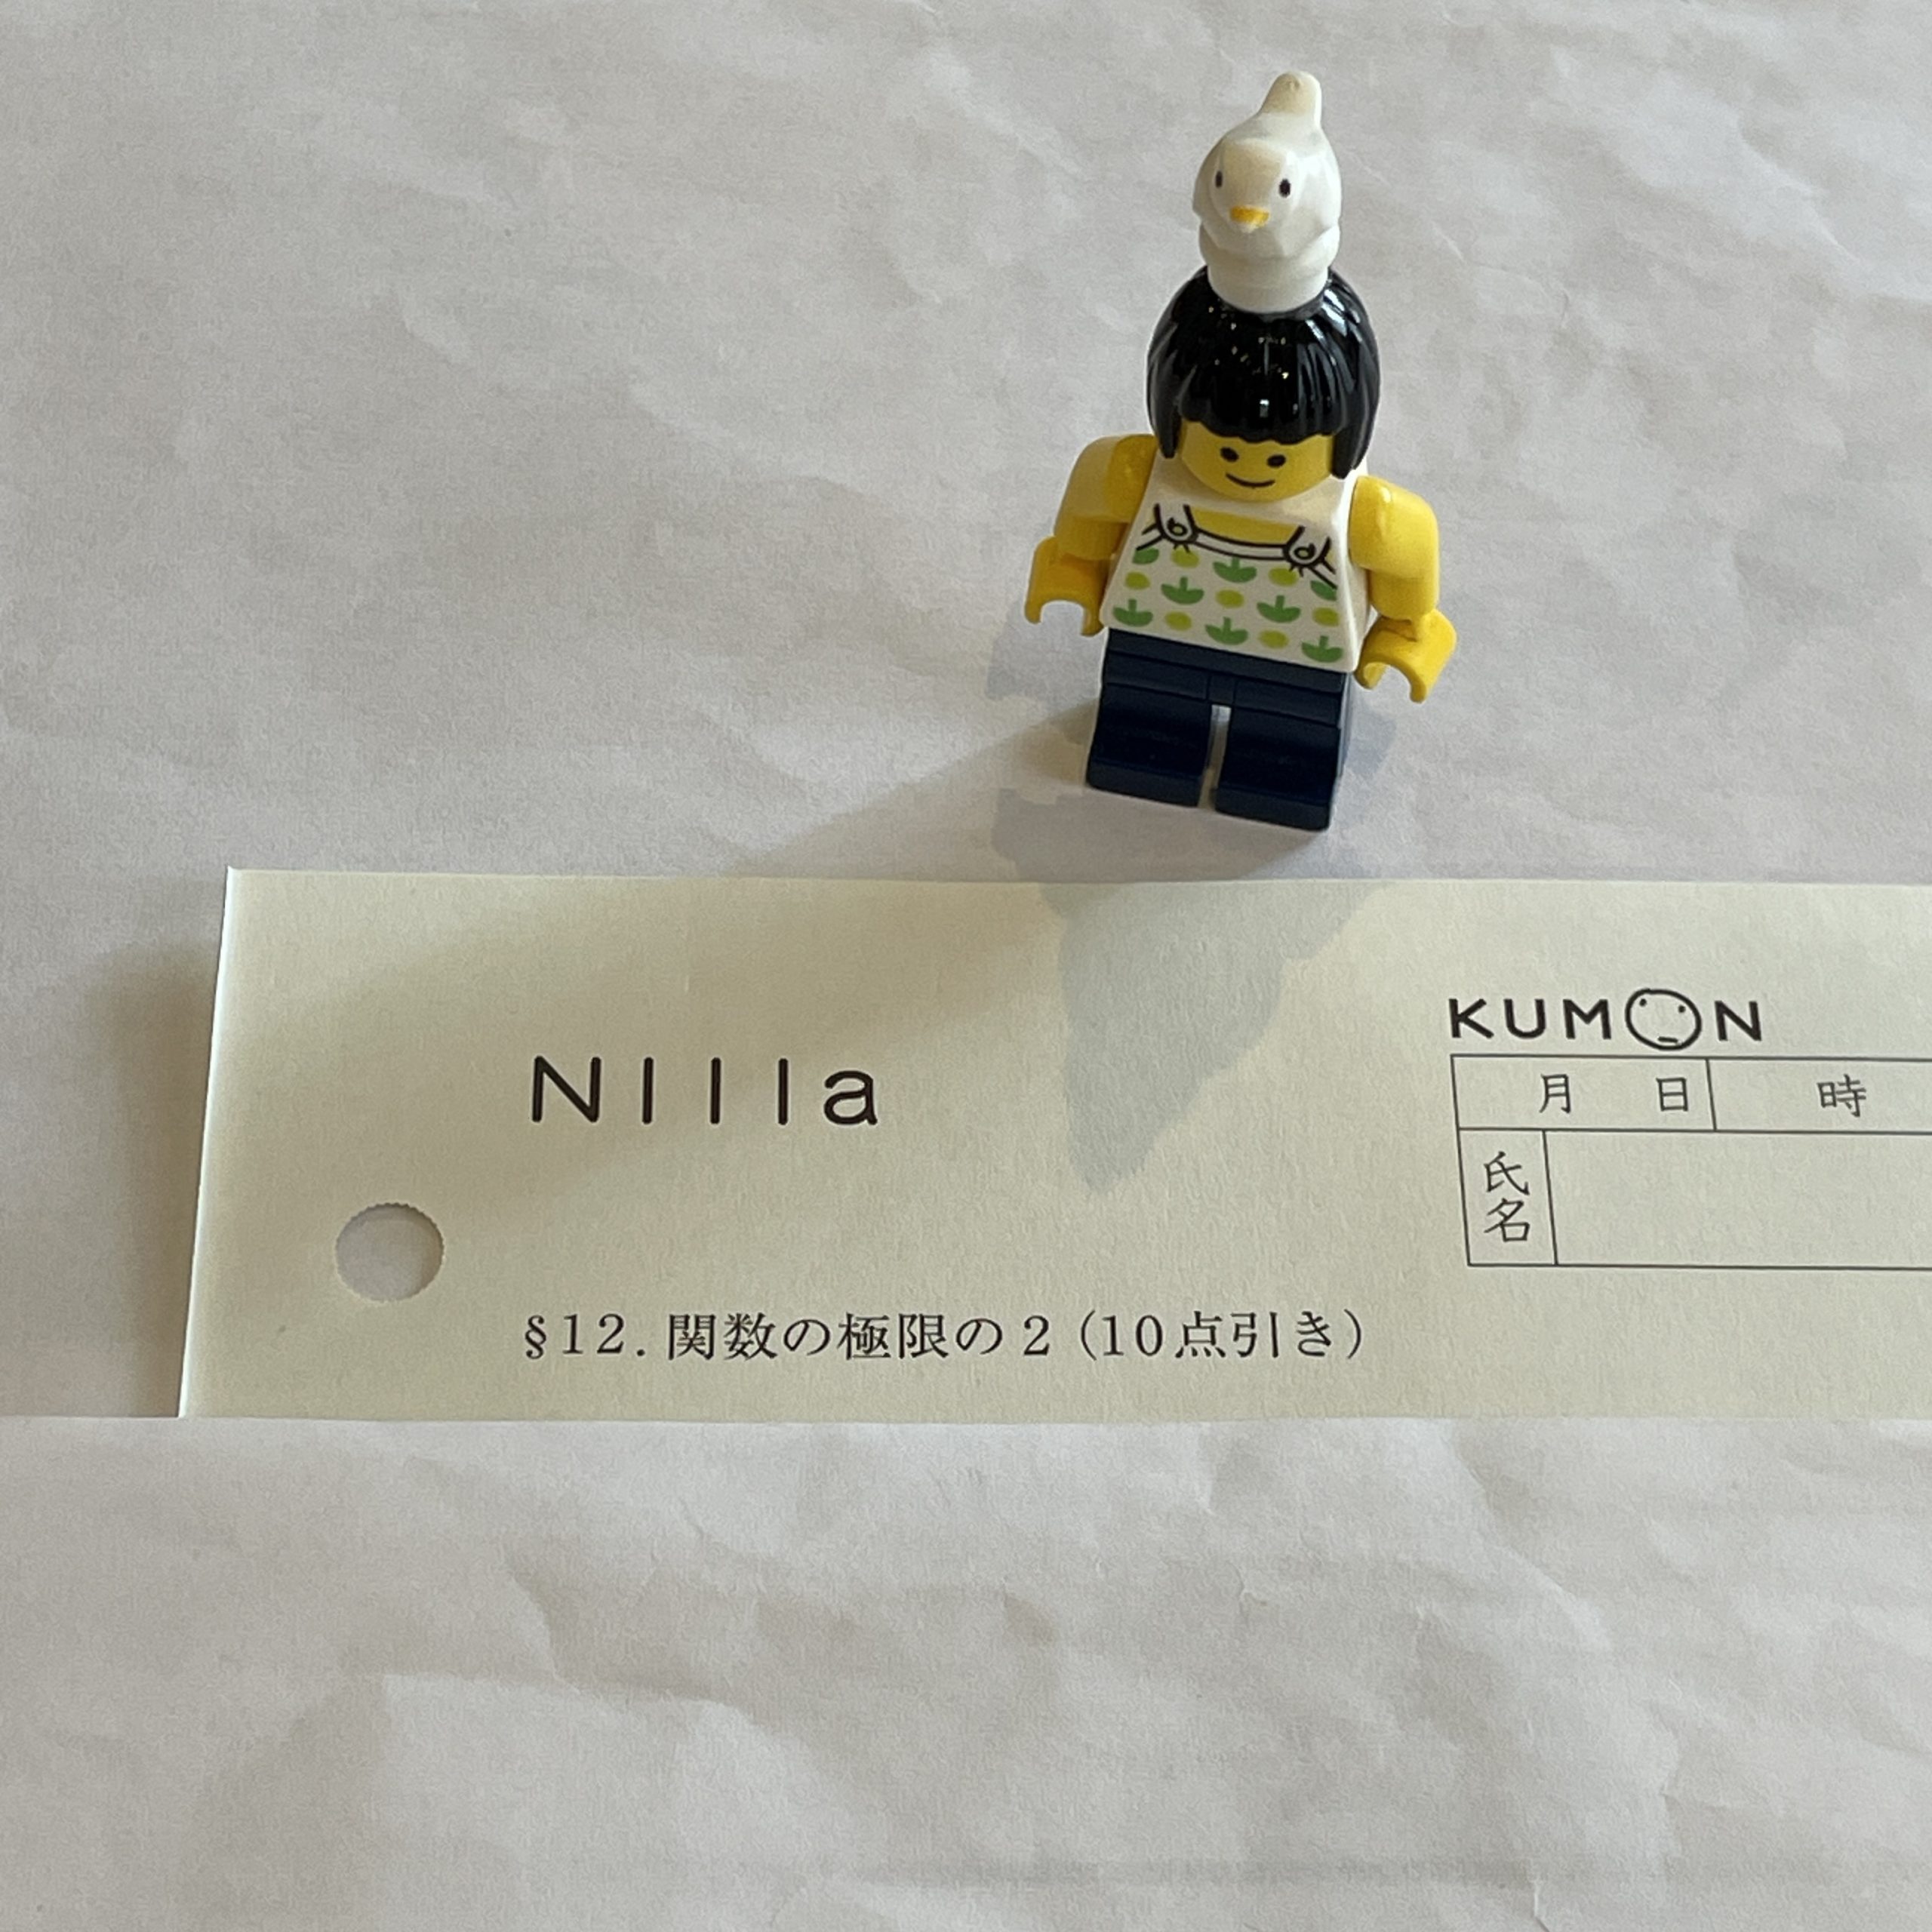 N111a
KUMON
月 日 時
氏名
§12. 関数の極限の2 (10点引き)